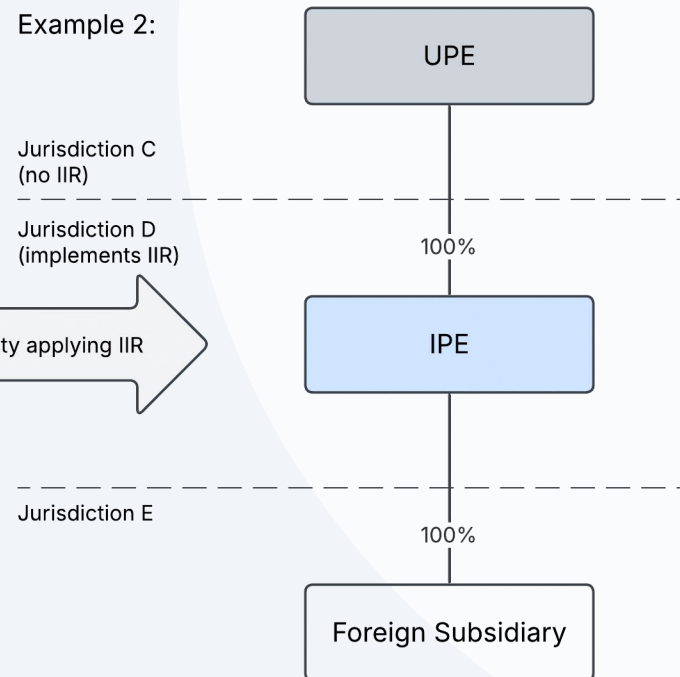 Example 2:
UPE
Jurisdiction C
(no IIR)
Jurisdiction D
(implements IIR)
100%
ty applying IIR
IPE
Jurisdiction E
100%
Foreign Subsidiary